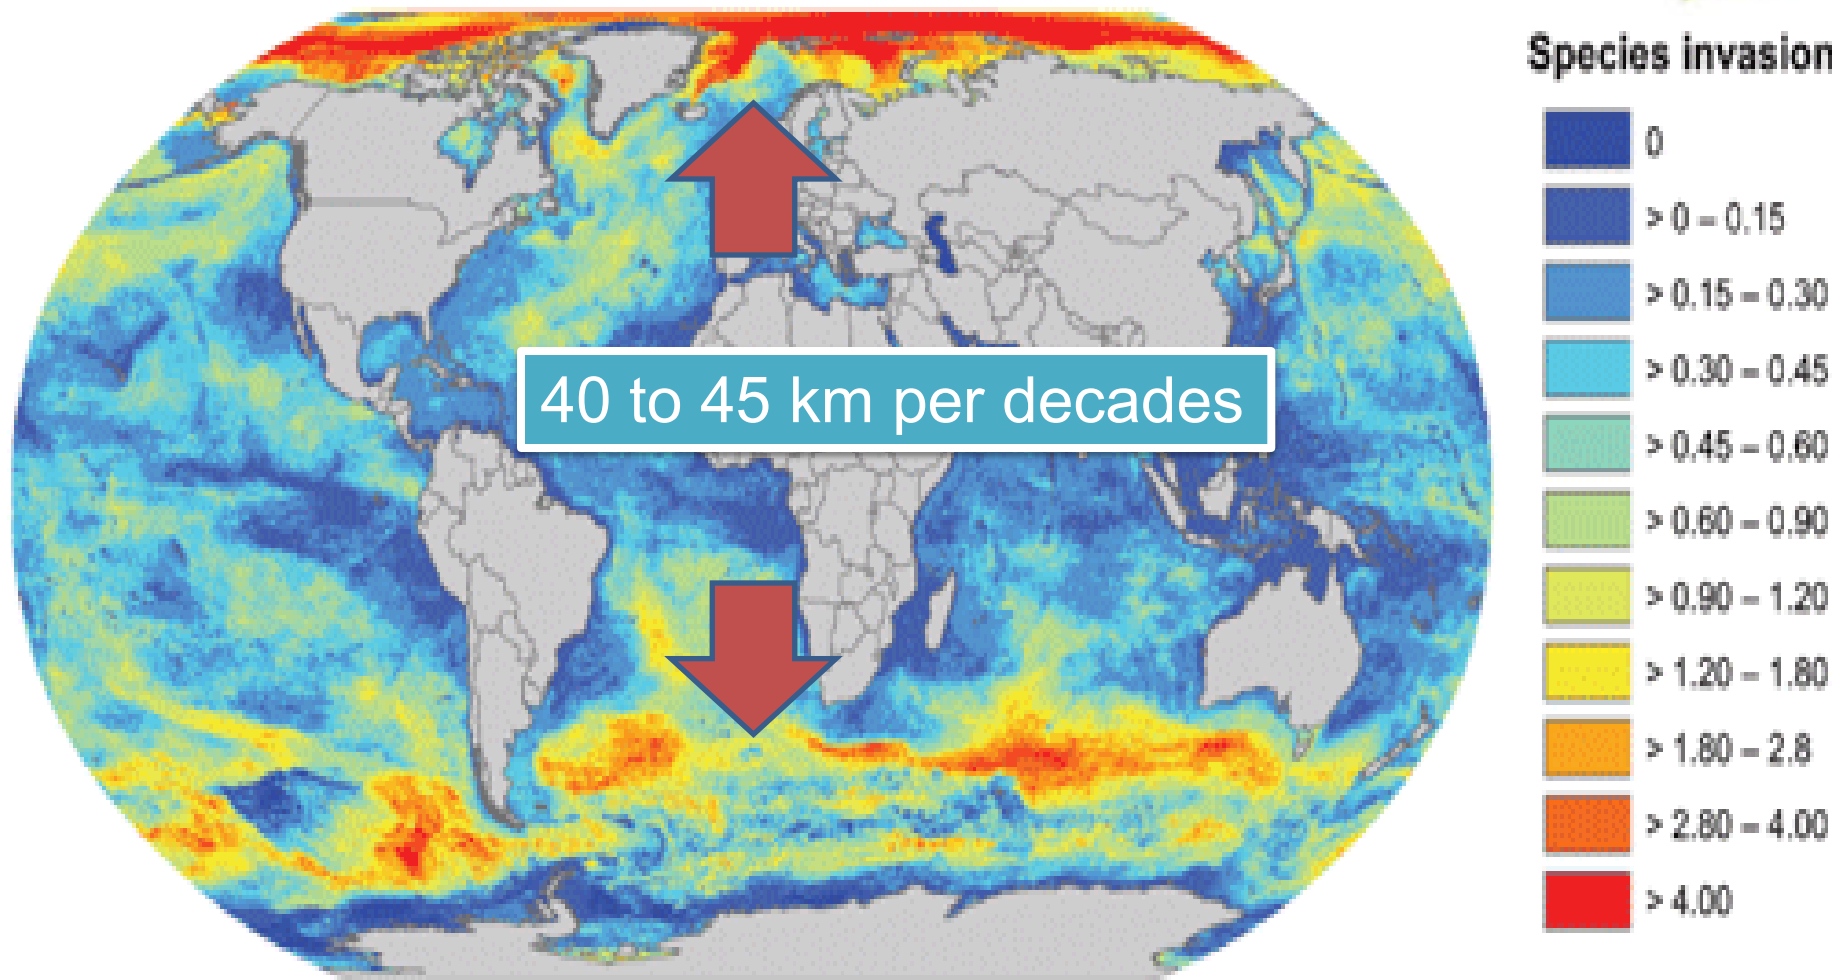 Species invasion
0
> 0 – 0.15
> 0.15 – 0.30
> 0.30 – 0.45
> 0.45 – 0.60
> 0.60 – 0.90
> 0.90 – 1.20
> 1.20 – 1.80
> 1.80 – 2.8
> 2.80 – 4.00
> 4.00
40 to 45 km per decades